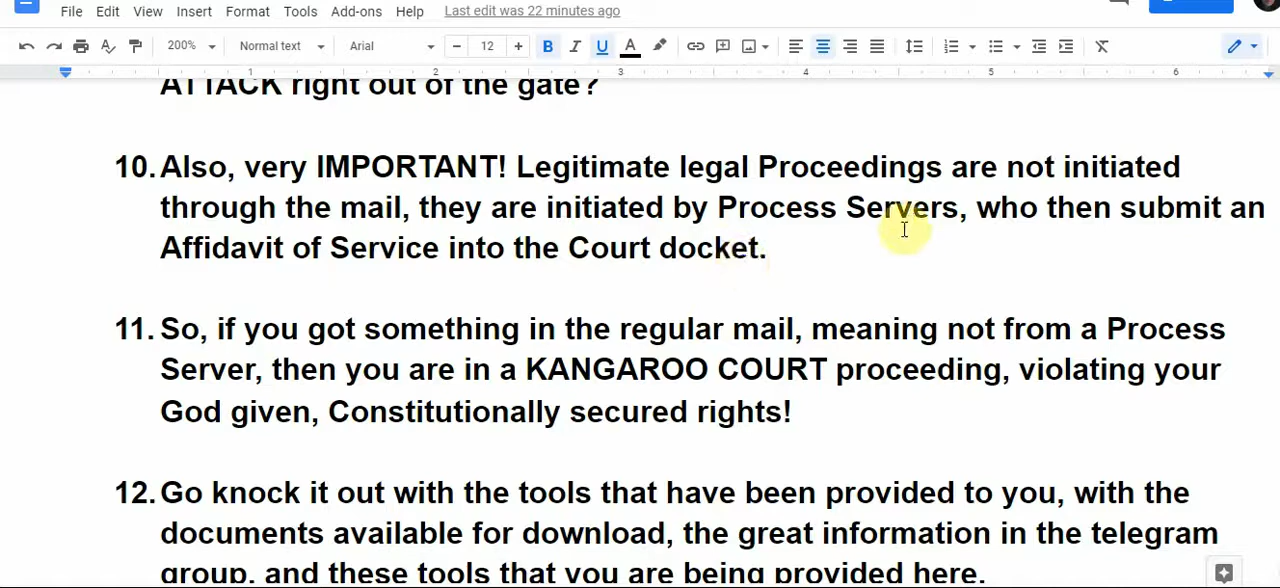 File Edit View Insert Format Tools Add-ons Help Last edit was 22 minutes ago
200% Normal text Arial 12 B I U A
1 2 3 4 5 6
ATTACK right out of the gate?
10. Also, very IMPORTANT! Legitimate legal Proceedings are not initiated
through the mail, they are initiated by Process Servers, who then submit an
Affidavit of Service into the Court docket.
11. So, if you got something in the regular mail, meaning not from a Process
Server, then you are in a KANGAROO COURT proceeding, violating your
God given, Constitutionally secured rights!
12. Go knock it out with the tools that have been provided to you, with the
documents available for download, the great information in the telegram
group, and these tools that you are being provided here.